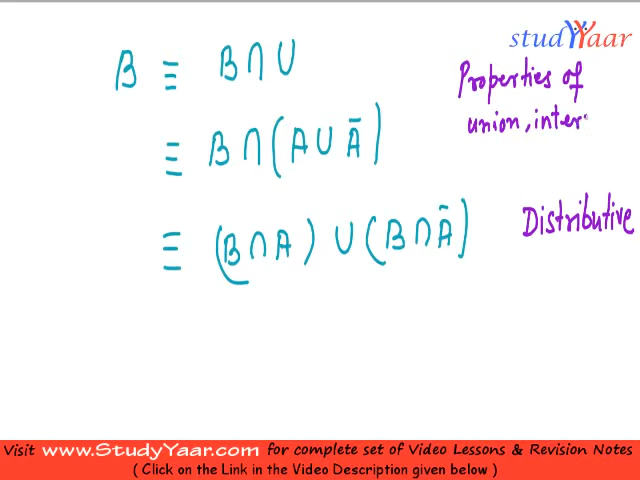 studYYaar
B ≡ B ∩ U
Properties of
union, inter
≡ B ∩ (A U Ā)
Distributive
≡ (B ∩ A) U (B ∩ Ā)
Visit www.StudyYaar.com for complete set of Video Lessons & Revision Notes
( Click on the Link in the Video Description given below )